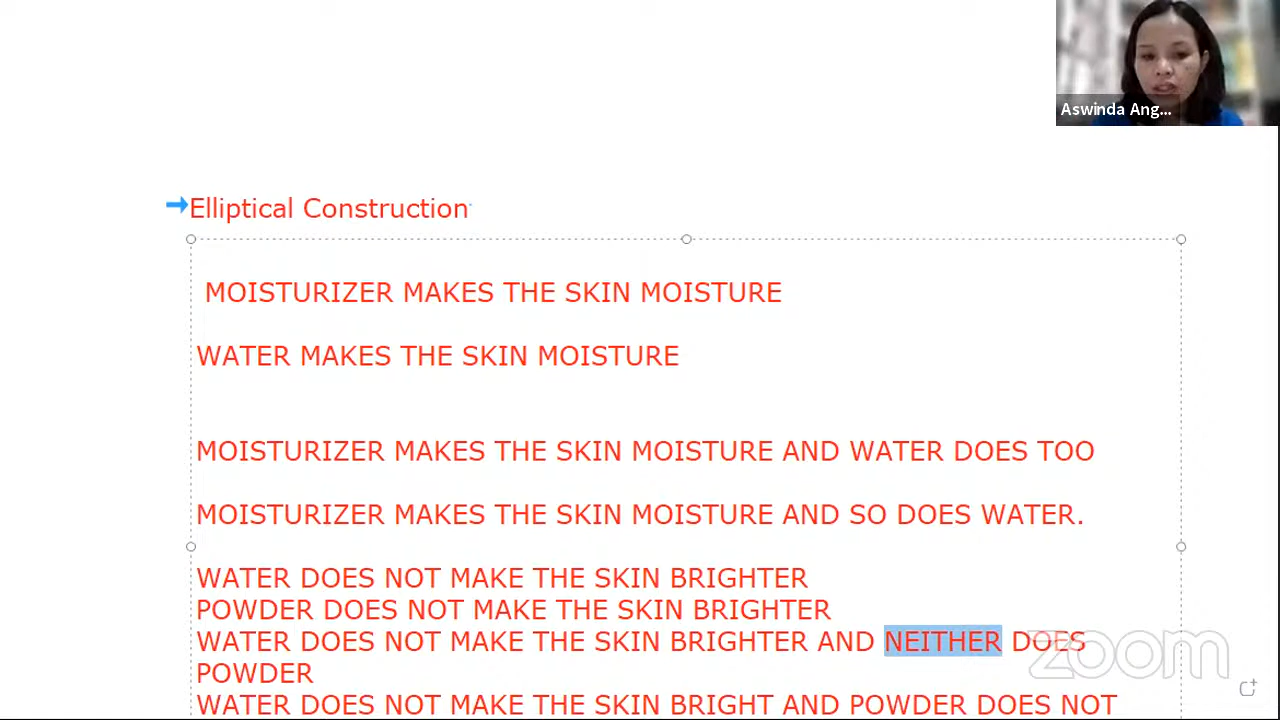 Aswinda Ang...
Elliptical Construction
MOISTURIZER MAKES THE SKIN MOISTURE
WATER MAKES THE SKIN MOISTURE
MOISTURIZER MAKES THE SKIN MOISTURE AND WATER DOES TOO
MOISTURIZER MAKES THE SKIN MOISTURE AND SO DOES WATER.
WATER DOES NOT MAKE THE SKIN BRIGHTER
POWDER DOES NOT MAKE THE SKIN BRIGHTER
WATER DOES NOT MAKE THE SKIN BRIGHTER AND NEITHER DOES
POWDER
WATER DOES NOT MAKE THE SKIN BRIGHT AND POWDER DOES NOT
zoom